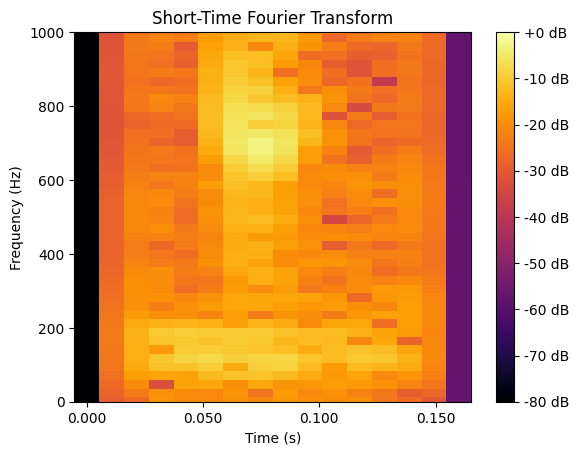 Short-Time Fourier Transform
1000
800
600
400
200
0
Frequency (Hz)
0.000
0.050
0.100
0.150
Time (s)
+0 dB
-10 dB
-20 dB
-30 dB
-40 dB
-50 dB
-60 dB
-70 dB
-80 dB